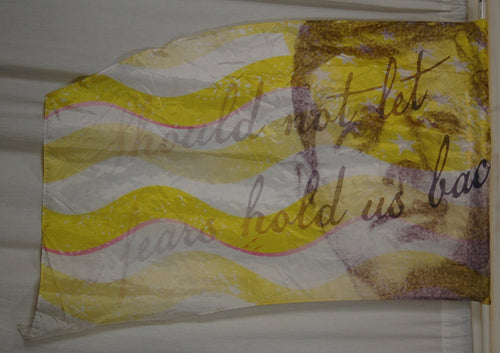 Should not let
fears hold us bac